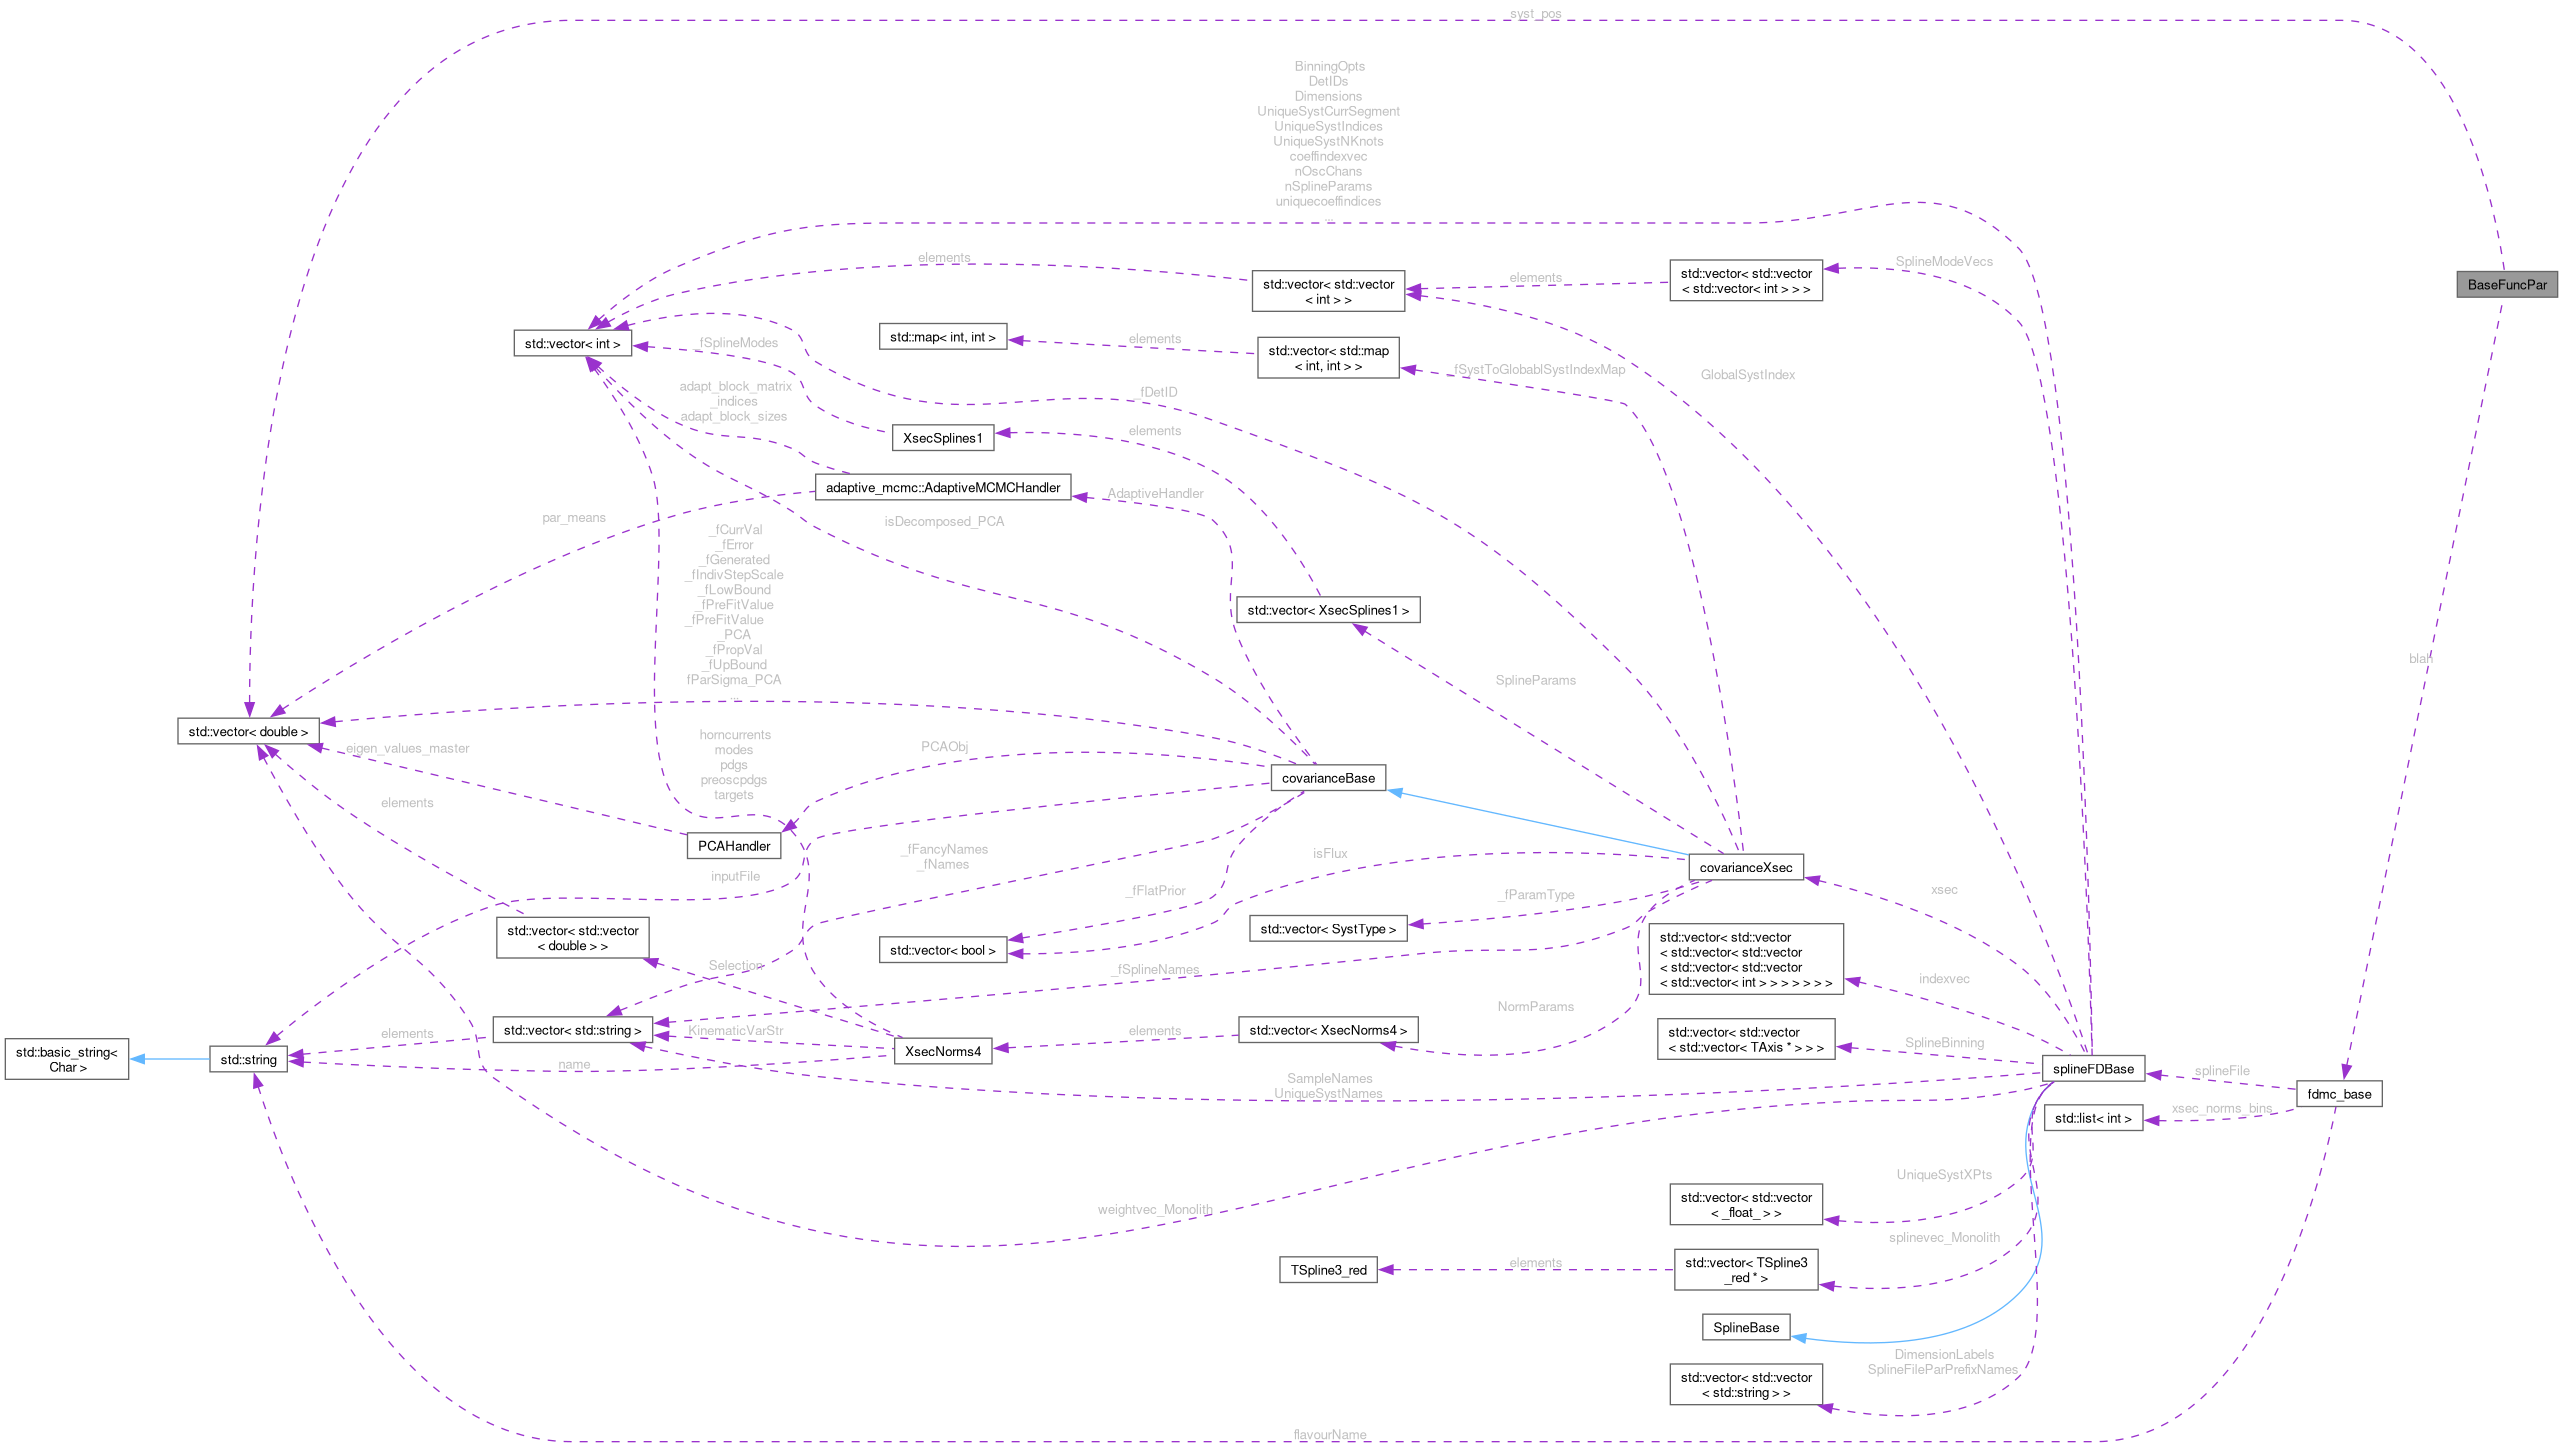 syst_pos
BinningOpts
DetIDs
Dimensions
UniqueSystCurrSegment
UniqueSystIndices
UniqueSystNKnots
coeffindexvec
nOscChans
nSplineParams
uniquecoeffindices
...
elements
SplineModeVecs
std::vector< std::vector
< std::vector< int > > >
elements
std::vector< std::vector
< int > >
BaseFuncPar
std::vector< int >
_fSplineModes
std::map< int, int >
elements
std::vector< std::map
< int, int > >
_fSystToGlobablSystIndexMap
GlobalSystIndex
adapt_block_matrix
_indices
adapt_block_sizes
_fDetID
elements
XsecSplines1
adaptive_mcmc::AdaptiveMCMCHandler
AdaptiveHandler
par_means
isDecomposed_PCA
_fCurrVal
_fError
_fGenerated
_fIndivStepScale
_fLowBound
_fPreFitValue
_fPreFitValue
_PCA
_fPropVal
_fUpBound
fParSigma_PCA
...
std::vector< XsecSplines1 >
SplineParams
blah
std::vector< double >
eigen_values_master
horncurrents
modes
pdgs
preoscpdgs
targets
PCAObj
covarianceBase
elements
PCAHandler
_fFancyNames
_fNames
isFlux
covarianceXsec
inputFile
_fFlatPrior
_fParamType
xsec
std::vector< std::vector
< double > >
std::vector< bool >
std::vector< SystType >
std::vector< std::vector
< std::vector< std::vector
< std::vector< std::vector
< std::vector< int > > > > > > >
Selection
_fSplineNames
indexvec
NormParams
std::vector< std::string >
KinematicVarStr
elements
std::vector< XsecNorms4 >
elements
std::basic_string<
Char >
std::string
name
XsecNorms4
std::vector< std::vector
< std::vector< TAxis * > > >
SplineBinning
splineFDBase
splineFile
fdmc_base
SampleNames
UniqueSystNames
std::list< int >
xsec_norms_bins
weightvec_Monolith
UniqueSystXPts
std::vector< std::vector
< _float_ > >
splinevec_Monolith
TSpline3_red
elements
std::vector< TSpline3
_red * >
SplineBase
DimensionLabels
SplineFileParPrefixNames
std::vector< std::vector
< std::string > >
flavourName